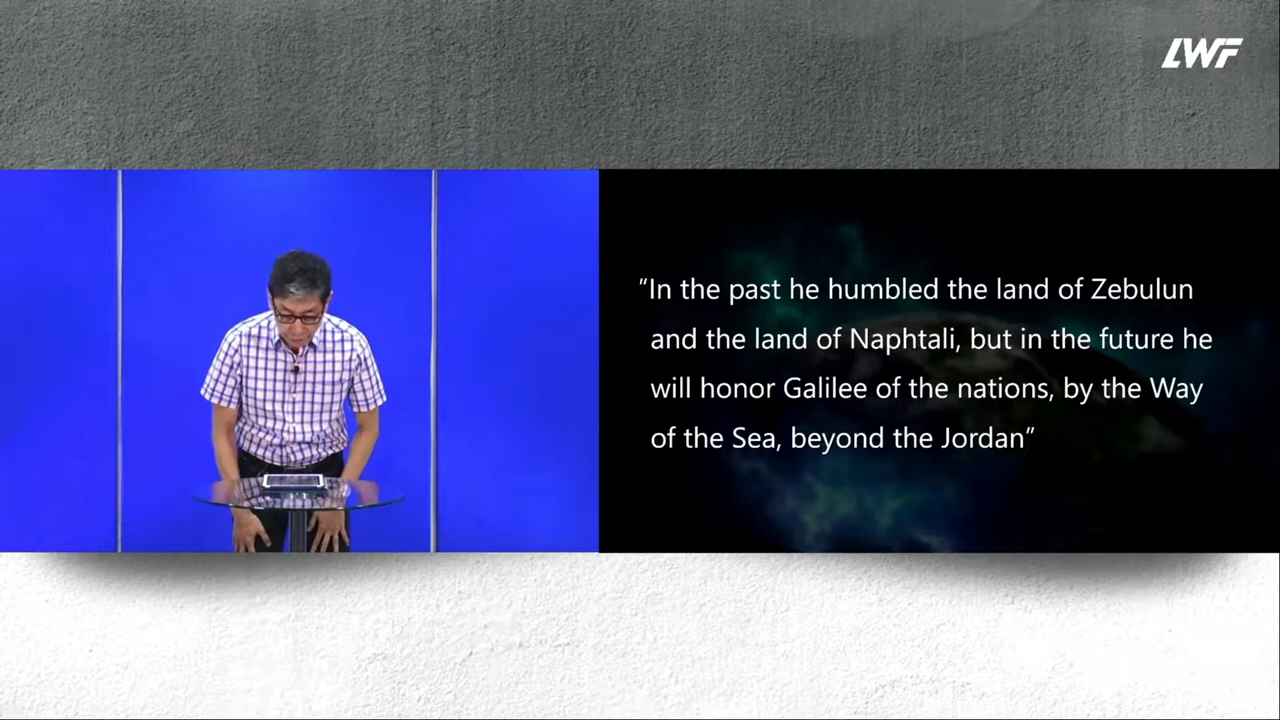 LWF
"In the past he humbled the land of Zebulun
and the land of Naphtali, but in the future he
will honor Galilee of the nations, by the Way
of the Sea, beyond the Jordan"